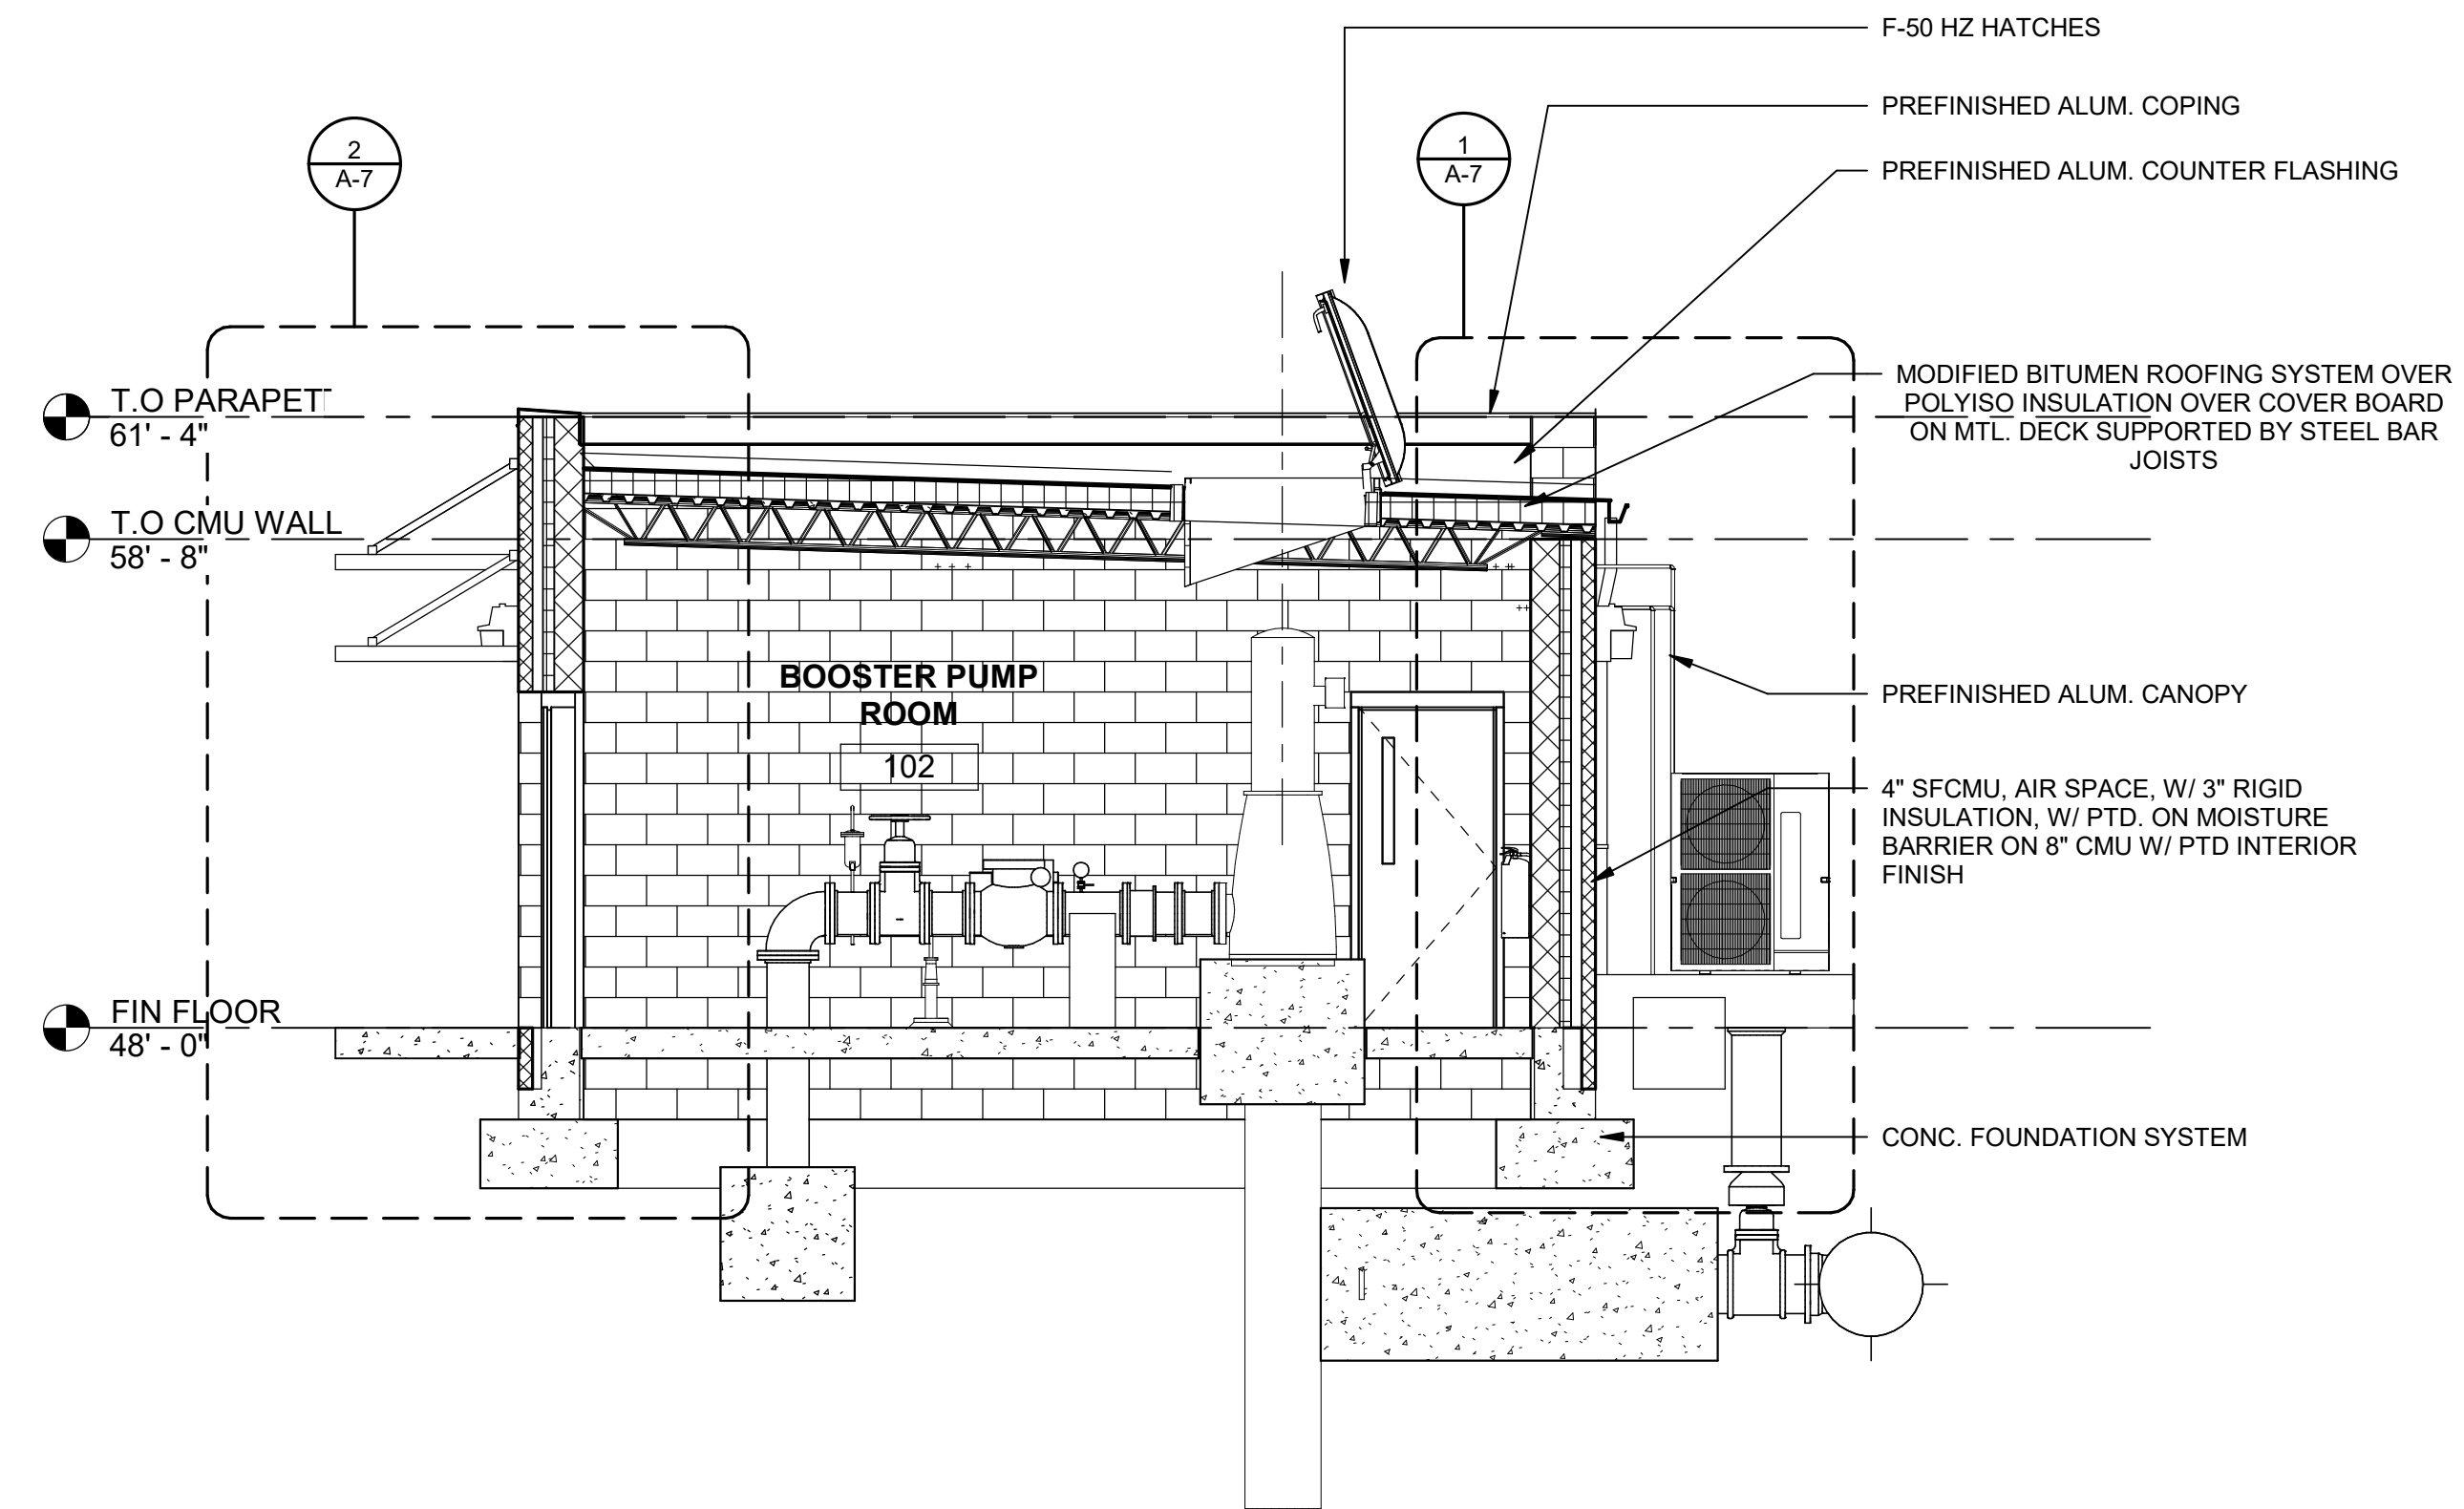 F-50 HZ HATCHES
PREFINISHED ALUM. COPING
PREFINISHED ALUM. COUNTER FLASHING
2
A-7
1
A-7
MODIFIED BITUMEN ROOFING SYSTEM OVER
POLYISO INSULATION OVER COVER BOARD
ON MTL. DECK SUPPORTED BY STEEL BAR
JOISTS
T.O PARAPET
61' - 4"
T.O CMU WALL
58' - 8"
BOOSTER PUMP
ROOM
102
PREFINISHED ALUM. CANOPY
4" SFCMU, AIR SPACE, W/ 3" RIGID
INSULATION, W/ PTD. ON MOISTURE
BARRIER ON 8" CMU W/ PTD INTERIOR
FINISH
FIN FLOOR
48' - 0"
CONC. FOUNDATION SYSTEM